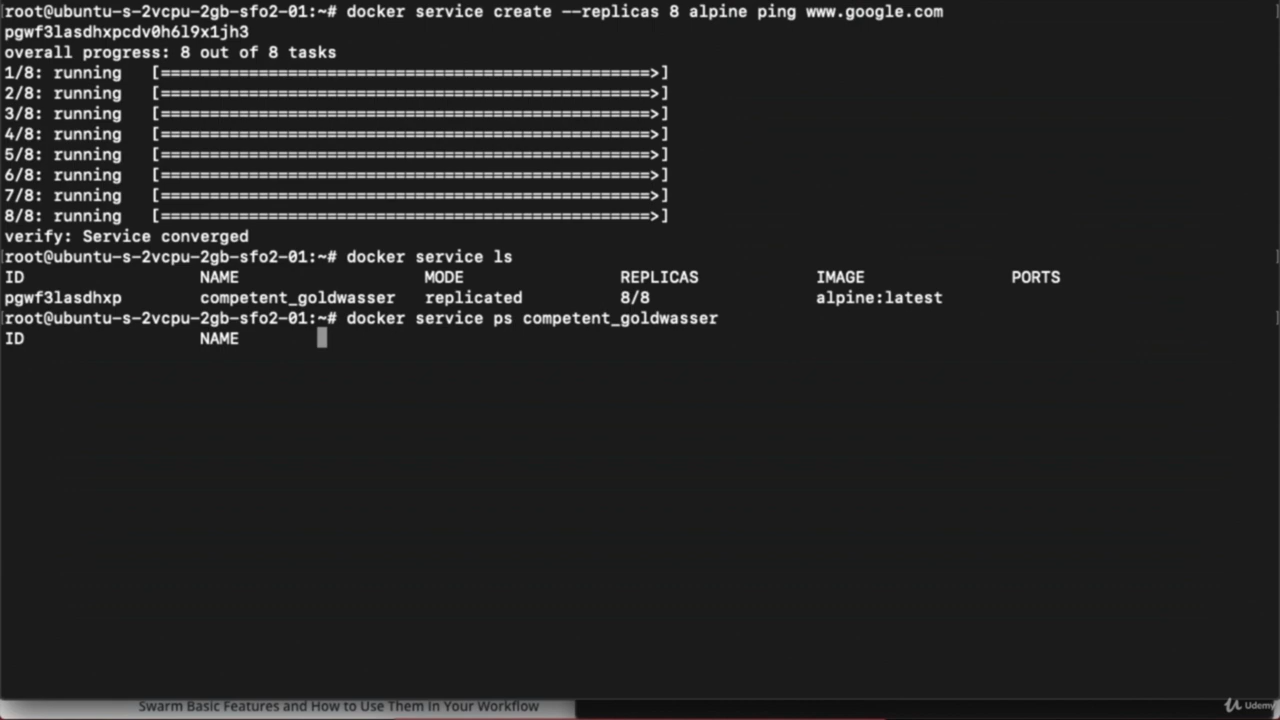 root@ubuntu-s-2vcpu-2gb-sfo2-01:~# docker service create --replicas 8 alpine ping www.google.com
pgwf3lasdhxpcdv0h6l9x1jh3
overall progress: 8 out of 8 tasks
1/8: running   [==================================================>]
2/8: running   [==================================================>]
3/8: running   [==================================================>]
4/8: running   [==================================================>]
5/8: running   [==================================================>]
6/8: running   [==================================================>]
7/8: running   [==================================================>]
8/8: running   [==================================================>]
verify: Service converged
root@ubuntu-s-2vcpu-2gb-sfo2-01:~# docker service ls
ID                  NAME                   MODE                REPLICAS            IMAGE               PORTS
pgwf3lasdhxp        competent_goldwasser   replicated          8/8                 alpine:latest
root@ubuntu-s-2vcpu-2gb-sfo2-01:~# docker service ps competent_goldwasser
ID                  NAME
Swarm Basic Features and How to Use Them in Your Workflow
Udemy